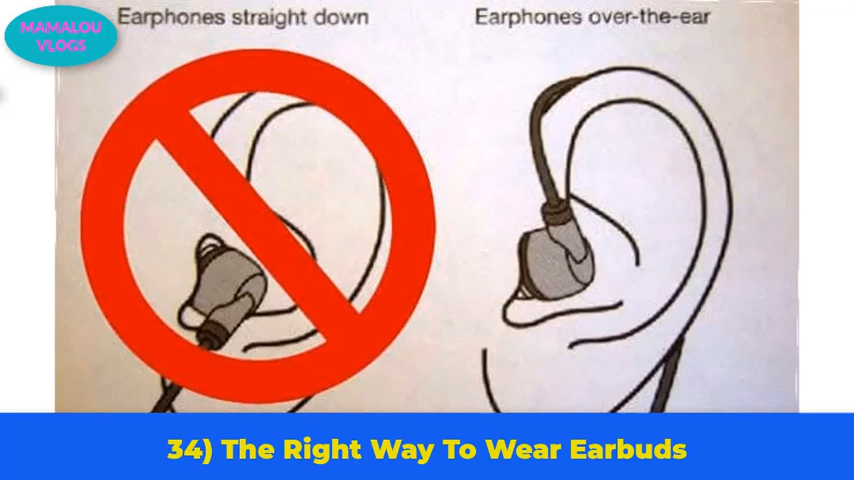 MAMALOU
VLOGS
Earphones straight down
Earphones over-the-ear
34) The Right Way To Wear Earbuds